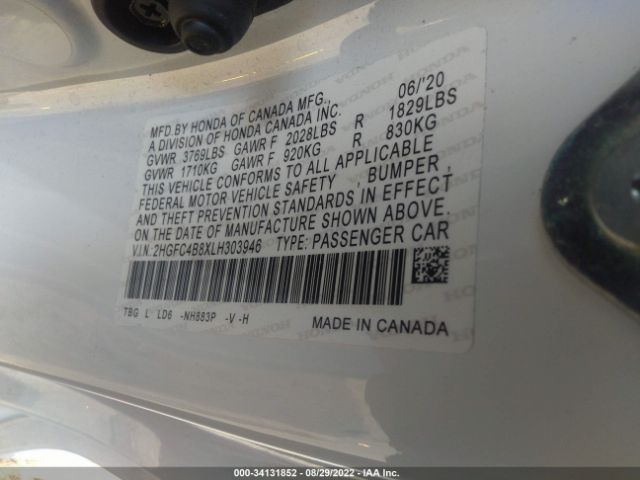 MFD.BY HONDA OF CANADA MFG., 06/'20
A DIVISION OF HONDA CANADA INC.
GVWR 3769LBS GAWR F 2028LBS R 1829LBS
GVWR 1710KG GAWR F 920KG R 830KG
THIS VEHICLE CONFORMS TO ALL APPLICABLE
FEDERAL MOTOR VEHICLE SAFETY , BUMPER ,
AND THEFT PREVENTION STANDARDS IN EFFECT
ON THE DATE OF MANUFACTURE SHOWN ABOVE.
V.I.N.:2HGFC4B8XLH303946 TYPE: PASSENGER CAR
TBG L LD6 -NH883P -V -H MADE IN CANADA
000-34131852 - 08/29/2022 - IAA Inc.